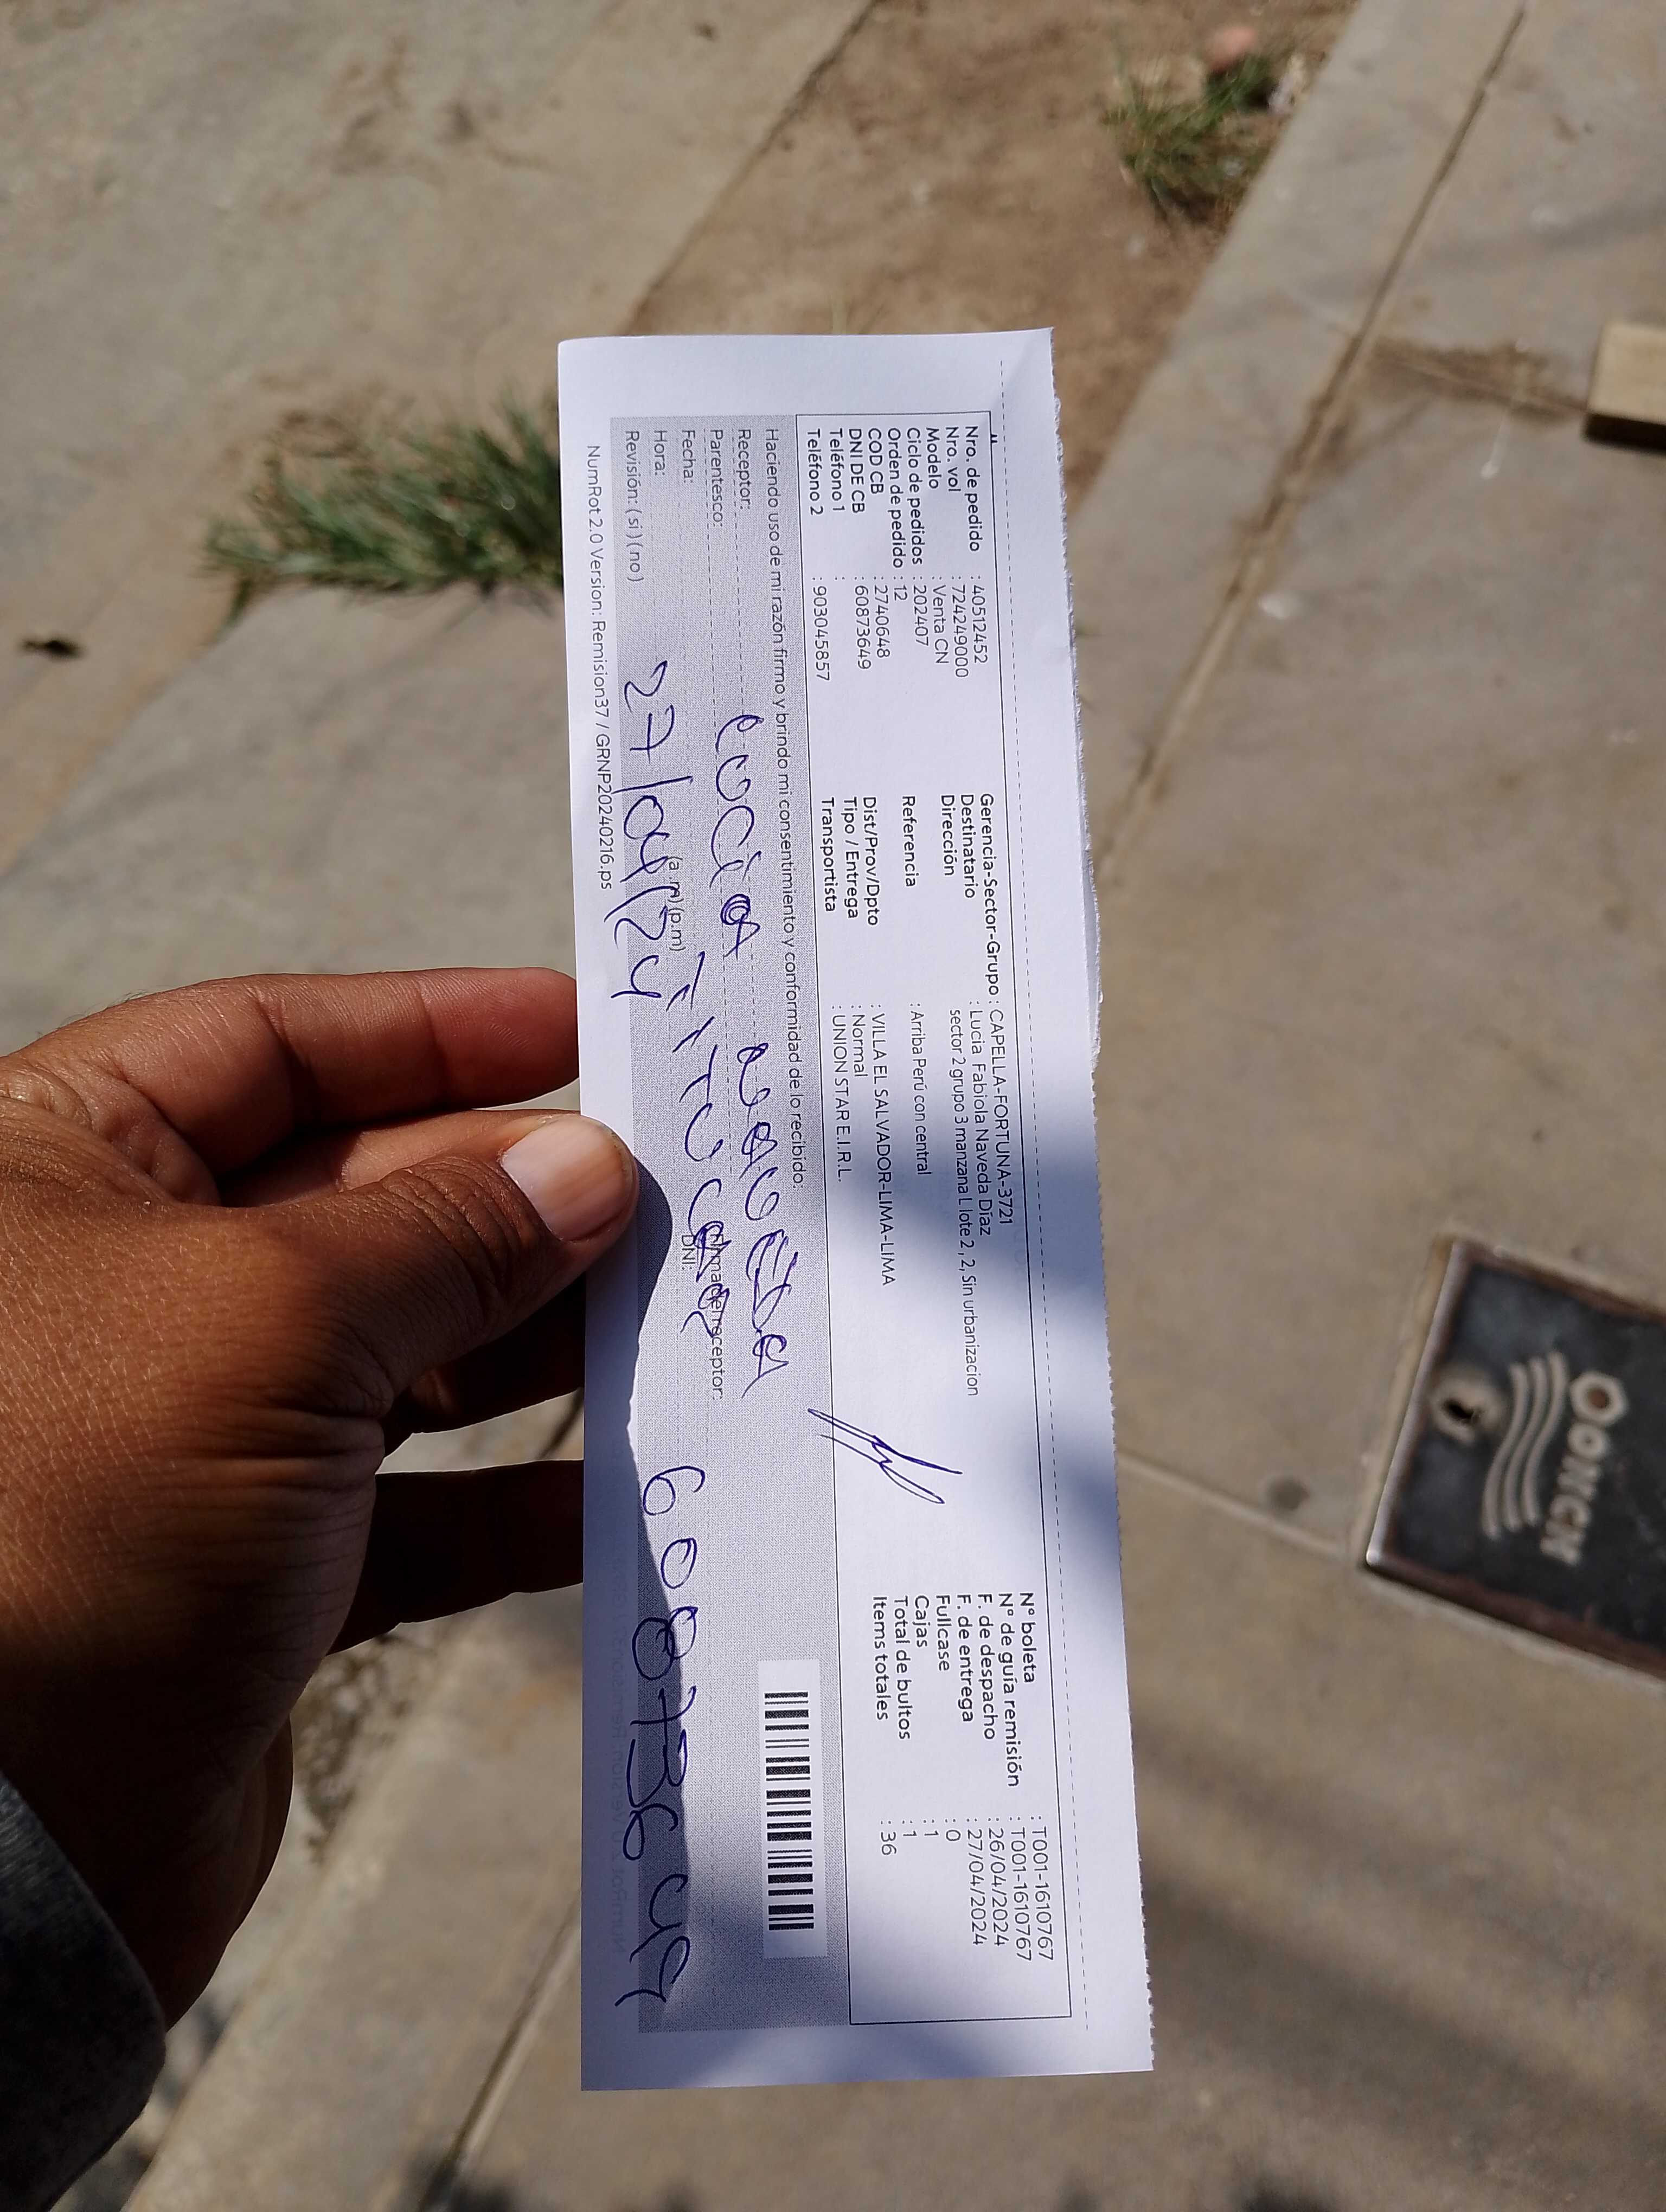 Nro. de pedido : 40512452
Nro. vol : 724249000
Modelo : Venta CN
Ciclo de pedidos : 202407
Orden de pedido : 12
COD CB : 2740648
DNI DE CB : 60873649
Teléfono 1 :
Teléfono 2 : 903045857
Gerencia-Sector-Grupo : CAPELLA-FORTUNA-3721
Destinatario : Lucia Fabiola Naveda Díaz
Dirección sector 2 grupo 3 manzana L lote 2 , 2, Sin urbanizacion
Referencia : Arriba Perú con central
Dist/Prov/Dpto : VILLA EL SALVADOR-LIMA-LIMA
Tipo / Entrega : Normal
Transportista : UNION STAR E.I.R.L.
N° boleta : T001-1610767
N° de guía remisión : T001-1610767
F. de despacho : 26/04/2024
F. de entrega : 27/04/2024
Fullcase : 0
Cajas : 1
Total de bultos : 1
Items totales : 36
Haciendo uso de mi razón firmo y brindo mi consentimiento y conformidad de lo recibido:
Receptor: Lucia Naveda
Parentesco: Titular
Firma del receptor:
Fecha: 27/04/24
DNI: 60873649
Hora: (a.m)(p.m)
Revisión: ( si ) ( no )
NumRot 2.0 Version: Remision37 / GRNP20240216.ps